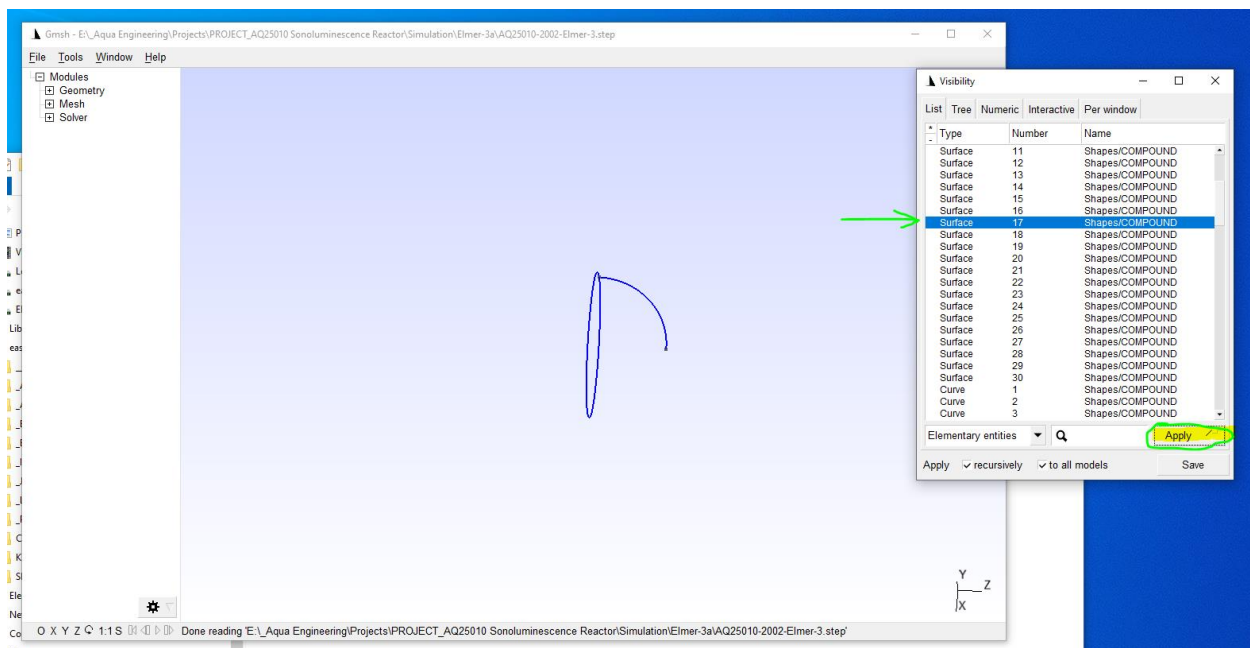 Gmsh - E:\_Aqua Engineering\Projects\PROJECT_AQ25010 Sonoluminescence Reactor\Simulation\Elmer-3a\AQ25010-2002-Elmer-3.step
File Tools Window Help
Modules
Geometry
Mesh
Solver
Visibility
List Tree Numeric Interactive Per window
* - Type Number Name
Surface 11 Shapes/COMPOUND
Surface 12 Shapes/COMPOUND
Surface 13 Shapes/COMPOUND
Surface 14 Shapes/COMPOUND
Surface 15 Shapes/COMPOUND
Surface 16 Shapes/COMPOUND
Surface 17 Shapes/COMPOUND
Surface 18 Shapes/COMPOUND
Surface 19 Shapes/COMPOUND
Surface 20 Shapes/COMPOUND
Surface 21 Shapes/COMPOUND
Surface 22 Shapes/COMPOUND
Surface 23 Shapes/COMPOUND
Surface 24 Shapes/COMPOUND
Surface 25 Shapes/COMPOUND
Surface 26 Shapes/COMPOUND
Surface 27 Shapes/COMPOUND
Surface 28 Shapes/COMPOUND
Surface 29 Shapes/COMPOUND
Surface 30 Shapes/COMPOUND
Curve 1 Shapes/COMPOUND
Curve 2 Shapes/COMPOUND
Curve 3 Shapes/COMPOUND
Elementary entities Apply
Apply recursively to all models Save
Y
Z
X
O X Y Z 1:1 S Done reading 'E:\_Aqua Engineering\Projects\PROJECT_AQ25010 Sonoluminescence Reactor\Simulation\Elmer-3a\AQ25010-2002-Elmer-3.step'
Lib
eas
Ele
Ne
Co